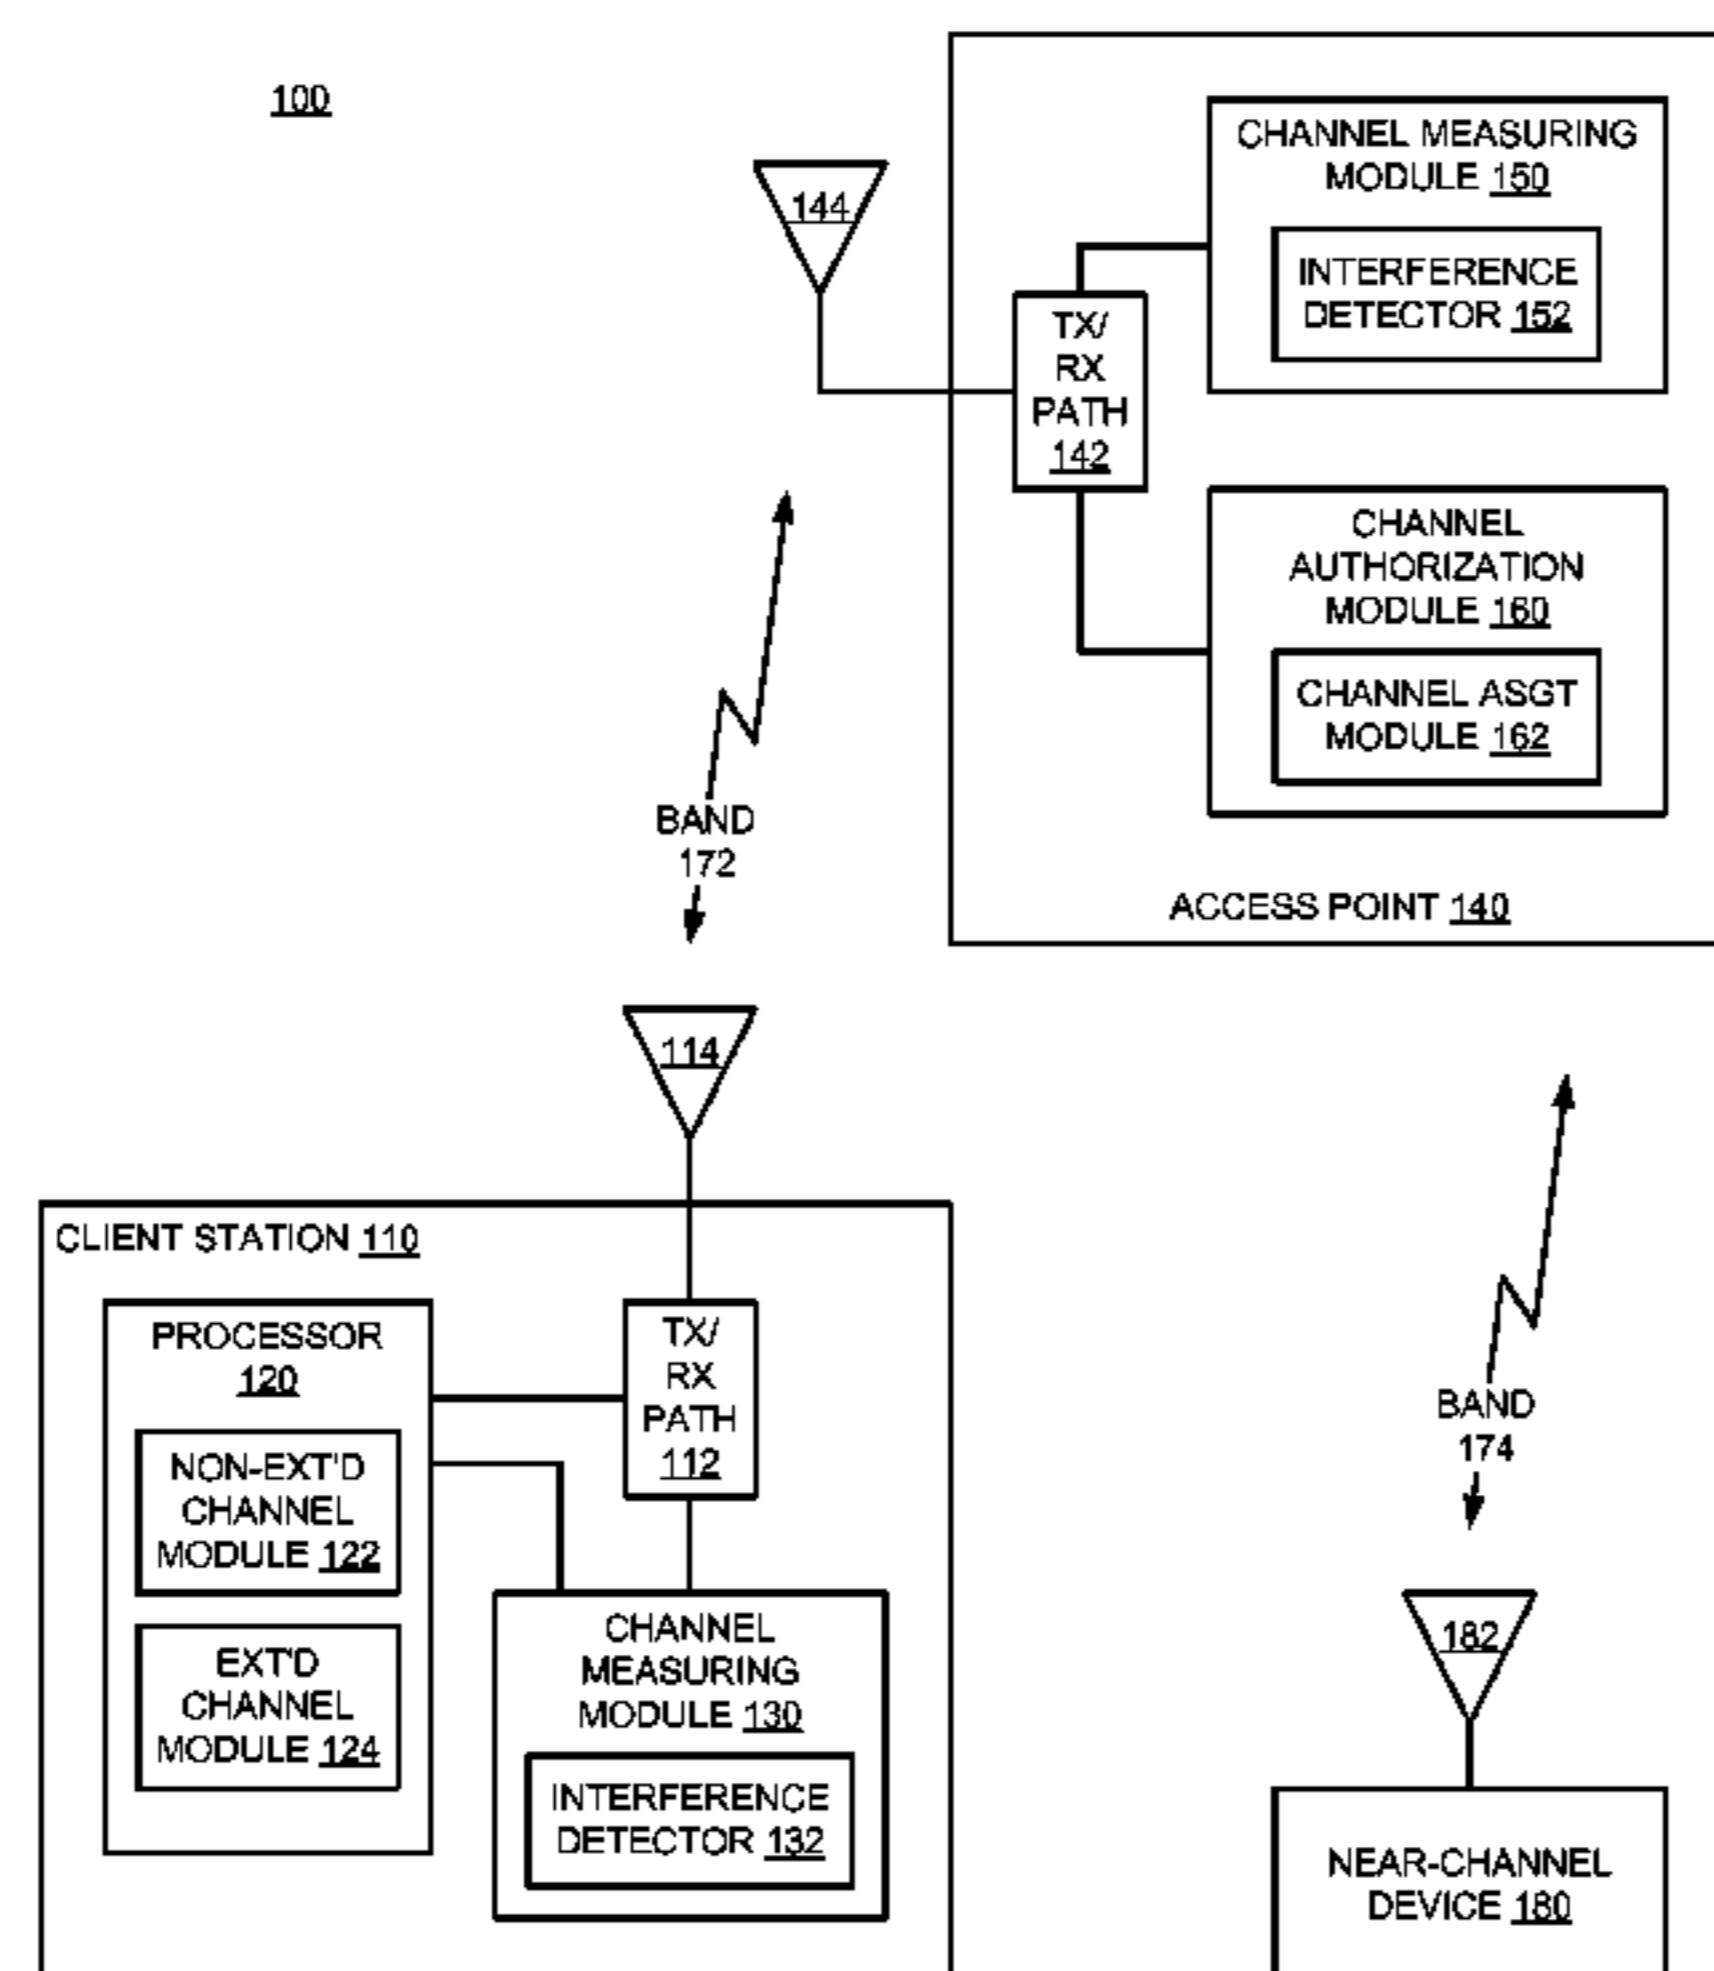 100
CHANNEL MEASURING
MODULE 150
INTERFERENCE
DETECTOR 152
144
TX/
RX
PATH
142
CHANNEL
AUTHORIZATION
MODULE 160
CHANNEL ASGT
MODULE 162
BAND
172
ACCESS POINT 140
114
CLIENT STATION 110
PROCESSOR
120
NON-EXT'D
CHANNEL
MODULE 122
EXT'D
CHANNEL
MODULE 124
TX/
RX
PATH
112
CHANNEL
MEASURING
MODULE 130
INTERFERENCE
DETECTOR 132
BAND
174
182
NEAR-CHANNEL
DEVICE 180